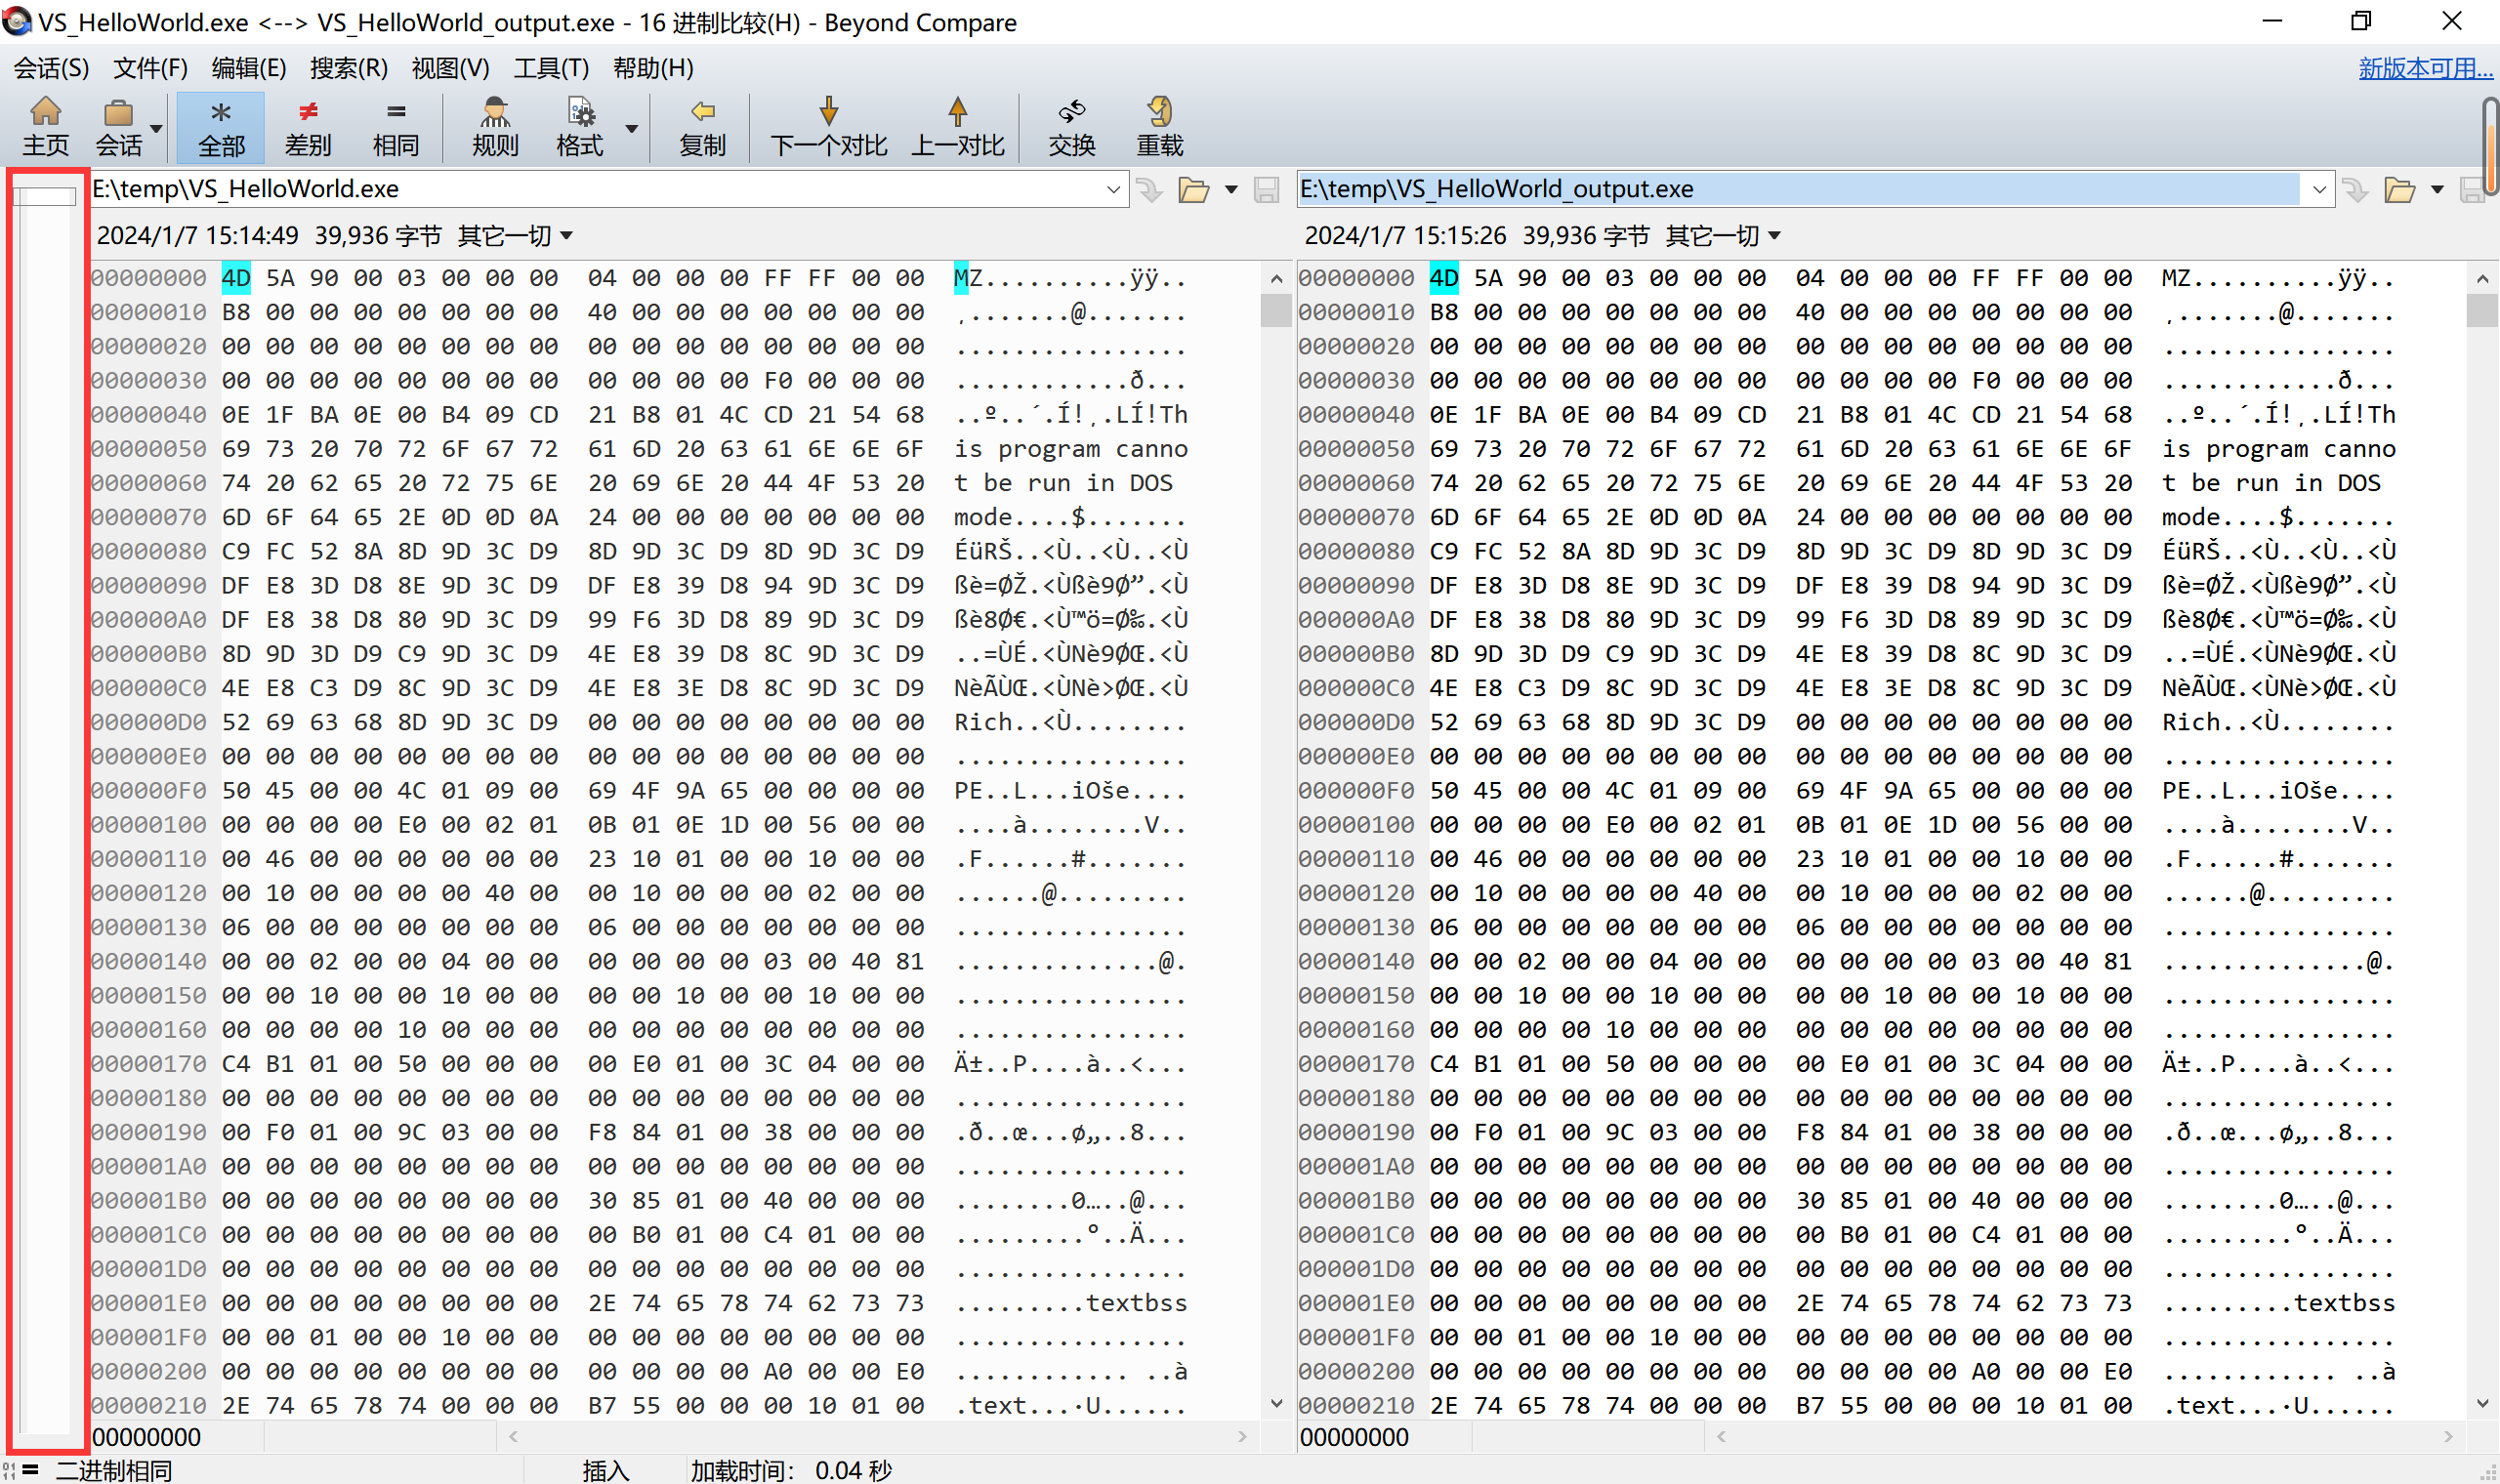 VS_HelloWorld.exe <--> VS_HelloWorld_output.exe - 16 进制比较(H) - Beyond Compare
会话(S) 文件(F) 编辑(E) 搜索(R) 视图(V) 工具(T) 帮助(H) 新版本可用...
主页 会话 全部 差别 相同 规则 格式 复制 下一个对比 上一对比 交换 重载
E:\temp\VS_HelloWorld.exe
2024/1/7 15:14:49 39,936 字节 其它一切
00000000 4D 5A 90 00 03 00 00 00 04 00 00 00 FF FF 00 00 MZ..........ÿÿ..
00000010 B8 00 00 00 00 00 00 00 40 00 00 00 00 00 00 00 ¸.......@.......
00000020 00 00 00 00 00 00 00 00 00 00 00 00 00 00 00 00 ................
00000030 00 00 00 00 00 00 00 00 00 00 00 00 F0 00 00 00 ............ð...
00000040 0E 1F BA 0E 00 B4 09 CD 21 B8 01 4C CD 21 54 68 ..º..´.Í!¸.LÍ!Th
00000050 69 73 20 70 72 6F 67 72 61 6D 20 63 61 6E 6E 6F is program canno
00000060 74 20 62 65 20 72 75 6E 20 69 6E 20 44 4F 53 20 t be run in DOS
00000070 6D 6F 64 65 2E 0D 0D 0A 24 00 00 00 00 00 00 00 mode....$.......
00000080 C9 FC 52 8A 8D 9D 3C D9 8D 9D 3C D9 8D 9D 3C D9 ÉüRŠ..<Ù..<Ù..<Ù
00000090 DF E8 3D D8 8E 9D 3C D9 DF E8 39 D8 94 9D 3C D9 ßè=ØŽ.<Ùßè9Ø”.<Ù
000000A0 DF E8 38 D8 80 9D 3C D9 99 F6 3D D8 89 9D 3C D9 ßè8Ø€.<Ù™ö=Ø‰.<Ù
000000B0 8D 9D 3D D9 C9 9D 3C D9 4E E8 39 D8 8C 9D 3C D9 ..=ÙÉ.<ÙNè9ØŒ.<Ù
000000C0 4E E8 C3 D9 8C 9D 3C D9 4E E8 3E D8 8C 9D 3C D9 NèÃÙŒ.<ÙNè>ØŒ.<Ù
000000D0 52 69 63 68 8D 9D 3C D9 00 00 00 00 00 00 00 00 Rich..<Ù........
000000E0 00 00 00 00 00 00 00 00 00 00 00 00 00 00 00 00 ................
000000F0 50 45 00 00 4C 01 09 00 69 4F 9A 65 00 00 00 00 PE..L...iOše....
00000100 00 00 00 00 E0 00 02 01 0B 01 0E 1D 00 56 00 00 ....à........V..
00000110 00 46 00 00 00 00 00 00 23 10 01 00 00 10 00 00 .F......#.......
00000120 00 10 00 00 00 00 40 00 00 10 00 00 00 02 00 00 ......@.........
00000130 06 00 00 00 00 00 00 00 06 00 00 00 00 00 00 00 ................
00000140 00 00 02 00 00 04 00 00 00 00 00 00 03 00 40 81 ..............@.
00000150 00 00 10 00 00 10 00 00 00 00 10 00 00 10 00 00 ................
00000160 00 00 00 00 10 00 00 00 00 00 00 00 00 00 00 00 ................
00000170 C4 B1 01 00 50 00 00 00 00 E0 01 00 3C 04 00 00 Ä±..P....à..<...
00000180 00 00 00 00 00 00 00 00 00 00 00 00 00 00 00 00 ................
00000190 00 F0 01 00 9C 03 00 00 F8 84 01 00 38 00 00 00 .ð..œ...ø„..8...
000001A0 00 00 00 00 00 00 00 00 00 00 00 00 00 00 00 00 ................
000001B0 00 00 00 00 00 00 00 00 30 85 01 00 40 00 00 00 ........0…..@...
000001C0 00 00 00 00 00 00 00 00 00 B0 01 00 C4 01 00 00 .........°..Ä...
000001D0 00 00 00 00 00 00 00 00 00 00 00 00 00 00 00 00 ................
000001E0 00 00 00 00 00 00 00 00 2E 74 65 78 74 62 73 73 .........textbss
000001F0 00 00 01 00 00 10 00 00 00 00 00 00 00 00 00 00 ................
00000200 00 00 00 00 00 00 00 00 00 00 00 00 A0 00 00 E0 ............ ..à
00000210 2E 74 65 78 74 00 00 00 B7 55 00 00 00 10 01 00 .text...·U......
00000000
E:\temp\VS_HelloWorld_output.exe
2024/1/7 15:15:26 39,936 字节 其它一切
00000000 4D 5A 90 00 03 00 00 00 04 00 00 00 FF FF 00 00 MZ..........ÿÿ..
00000010 B8 00 00 00 00 00 00 00 40 00 00 00 00 00 00 00 ¸.......@.......
00000020 00 00 00 00 00 00 00 00 00 00 00 00 00 00 00 00 ................
00000030 00 00 00 00 00 00 00 00 00 00 00 00 F0 00 00 00 ............ð...
00000040 0E 1F BA 0E 00 B4 09 CD 21 B8 01 4C CD 21 54 68 ..º..´.Í!¸.LÍ!Th
00000050 69 73 20 70 72 6F 67 72 61 6D 20 63 61 6E 6E 6F is program canno
00000060 74 20 62 65 20 72 75 6E 20 69 6E 20 44 4F 53 20 t be run in DOS
00000070 6D 6F 64 65 2E 0D 0D 0A 24 00 00 00 00 00 00 00 mode....$.......
00000080 C9 FC 52 8A 8D 9D 3C D9 8D 9D 3C D9 8D 9D 3C D9 ÉüRŠ..<Ù..<Ù..<Ù
00000090 DF E8 3D D8 8E 9D 3C D9 DF E8 39 D8 94 9D 3C D9 ßè=ØŽ.<Ùßè9Ø”.<Ù
000000A0 DF E8 38 D8 80 9D 3C D9 99 F6 3D D8 89 9D 3C D9 ßè8Ø€.<Ù™ö=Ø‰.<Ù
000000B0 8D 9D 3D D9 C9 9D 3C D9 4E E8 39 D8 8C 9D 3C D9 ..=ÙÉ.<ÙNè9ØŒ.<Ù
000000C0 4E E8 C3 D9 8C 9D 3C D9 4E E8 3E D8 8C 9D 3C D9 NèÃÙŒ.<ÙNè>ØŒ.<Ù
000000D0 52 69 63 68 8D 9D 3C D9 00 00 00 00 00 00 00 00 Rich..<Ù........
000000E0 00 00 00 00 00 00 00 00 00 00 00 00 00 00 00 00 ................
000000F0 50 45 00 00 4C 01 09 00 69 4F 9A 65 00 00 00 00 PE..L...iOše....
00000100 00 00 00 00 E0 00 02 01 0B 01 0E 1D 00 56 00 00 ....à........V..
00000110 00 46 00 00 00 00 00 00 23 10 01 00 00 10 00 00 .F......#.......
00000120 00 10 00 00 00 00 40 00 00 10 00 00 00 02 00 00 ......@.........
00000130 06 00 00 00 00 00 00 00 06 00 00 00 00 00 00 00 ................
00000140 00 00 02 00 00 04 00 00 00 00 00 00 03 00 40 81 ..............@.
00000150 00 00 10 00 00 10 00 00 00 00 10 00 00 10 00 00 ................
00000160 00 00 00 00 10 00 00 00 00 00 00 00 00 00 00 00 ................
00000170 C4 B1 01 00 50 00 00 00 00 E0 01 00 3C 04 00 00 Ä±..P....à..<...
00000180 00 00 00 00 00 00 00 00 00 00 00 00 00 00 00 00 ................
00000190 00 F0 01 00 9C 03 00 00 F8 84 01 00 38 00 00 00 .ð..œ...ø„..8...
000001A0 00 00 00 00 00 00 00 00 00 00 00 00 00 00 00 00 ................
000001B0 00 00 00 00 00 00 00 00 30 85 01 00 40 00 00 00 ........0…..@...
000001C0 00 00 00 00 00 00 00 00 00 B0 01 00 C4 01 00 00 .........°..Ä...
000001D0 00 00 00 00 00 00 00 00 00 00 00 00 00 00 00 00 ................
000001E0 00 00 00 00 00 00 00 00 2E 74 65 78 74 62 73 73 .........textbss
000001F0 00 00 01 00 00 10 00 00 00 00 00 00 00 00 00 00 ................
00000200 00 00 00 00 00 00 00 00 00 00 00 00 A0 00 00 E0 ............ ..à
00000210 2E 74 65 78 74 00 00 00 B7 55 00 00 00 10 01 00 .text...·U......
00000000
二进制相同 插入 加载时间： 0.04 秒